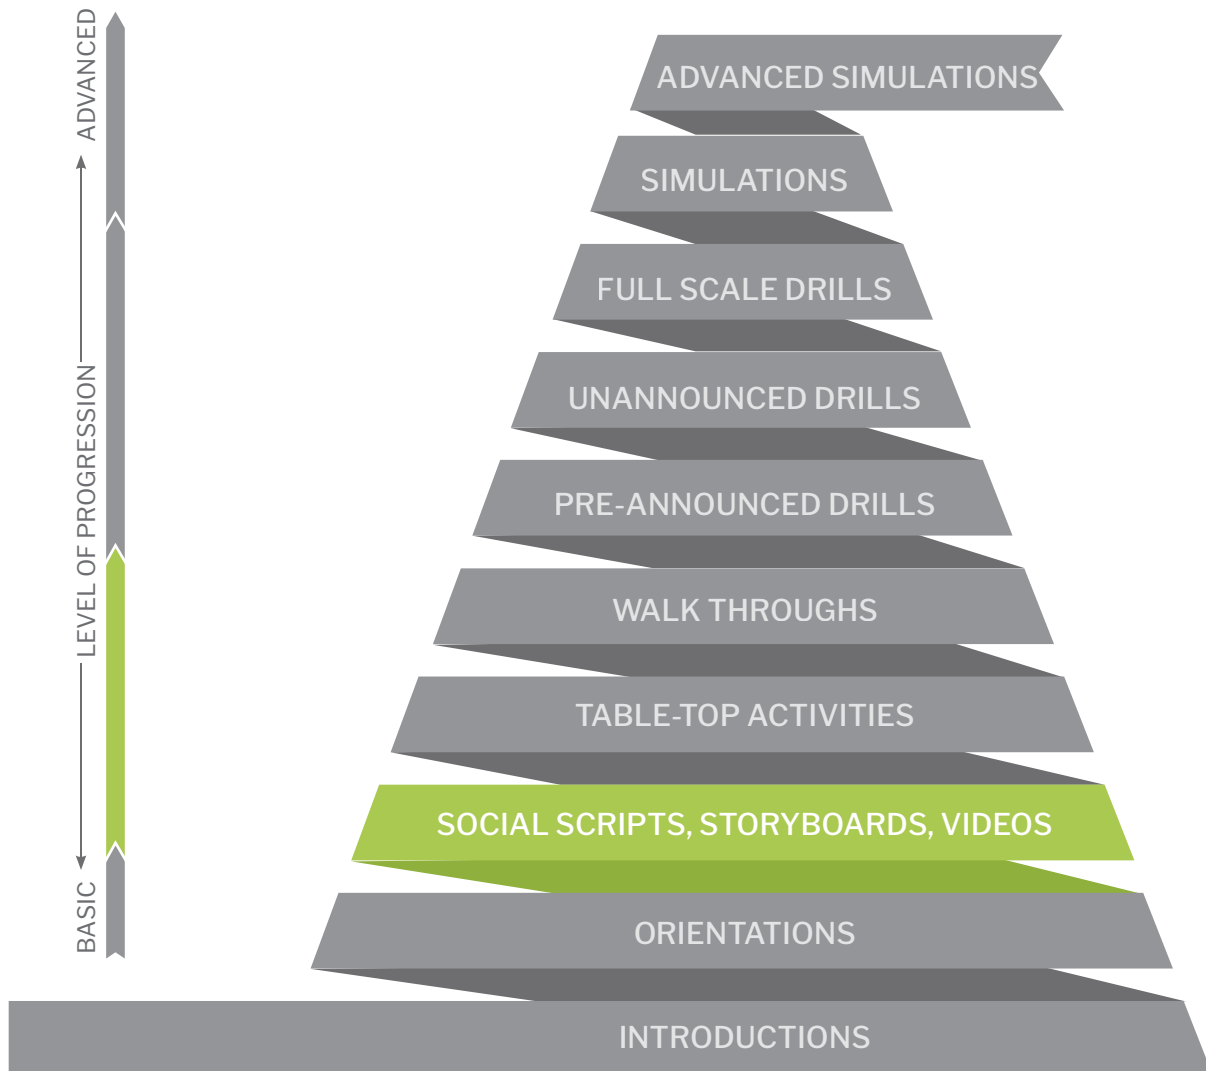 ADVANCED
LEVEL OF PROGRESSION
BASIC
ADVANCED SIMULATIONS
SIMULATIONS
FULL SCALE DRILLS
UNANNOUNCED DRILLS
PRE-ANNOUNCED DRILLS
WALK THROUGHS
TABLE-TOP ACTIVITIES
SOCIAL SCRIPTS, STORYBOARDS, VIDEOS
ORIENTATIONS
INTRODUCTIONS